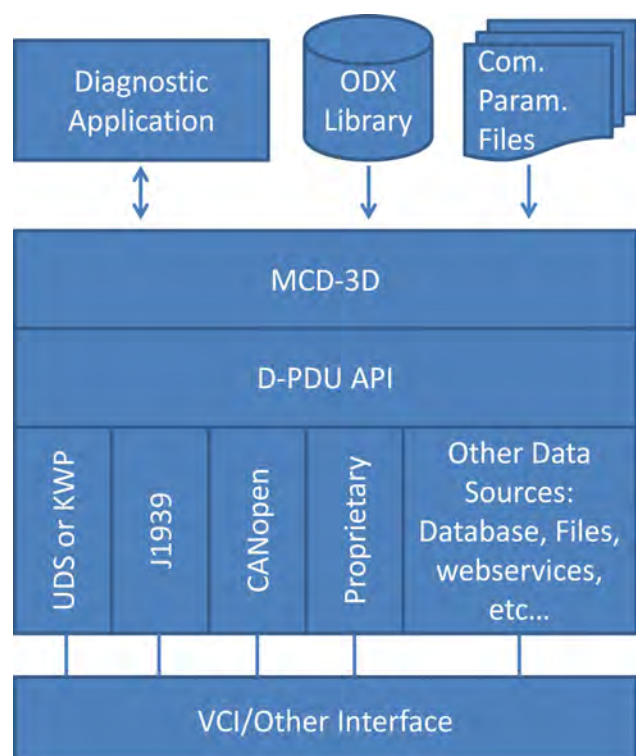 Diagnostic
Application
ODX
Library
Com.
Param.
Files
MCD-3D
D-PDU API
UDS or KWP
J1939
CANopen
Proprietary
Other Data
Sources:
Database, Files,
webservices,
etc...
VCI/Other Interface